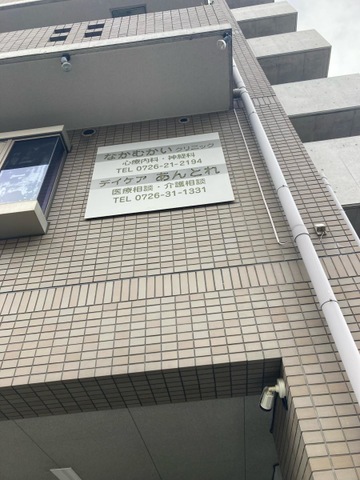 なかむかいクリニック
心療内科・神経科
TEL 0726-21-2194
デイケア あんとれ
医療相談・介護相談
TEL 0726-31-1331